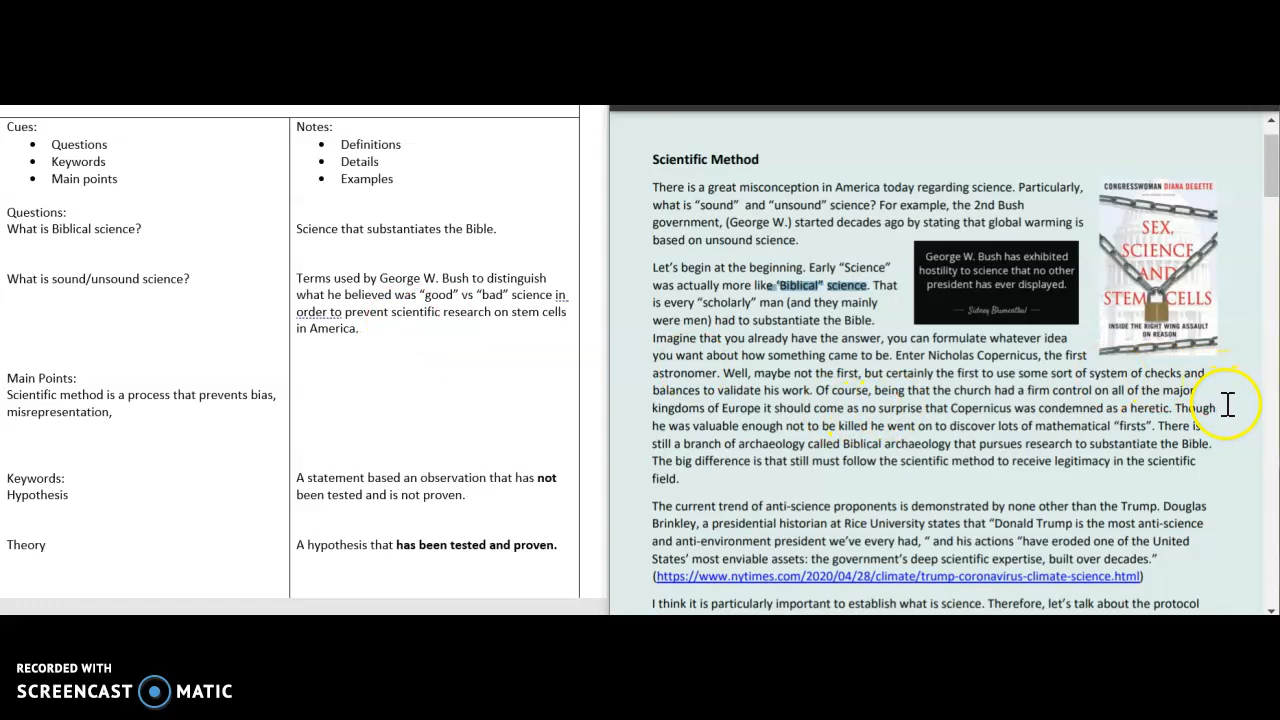 Cues:
• Questions
• Keywords
• Main points
Questions:
What is Biblical science?
What is sound/unsound science?
Main Points:
Scientific method is a process that prevents bias,
misrepresentation,
Keywords:
Hypothesis
Theory
Notes:
• Definitions
• Details
• Examples
Science that substantiates the Bible.
Terms used by George W. Bush to distinguish
what he believed was “good” vs “bad” science in
order to prevent scientific research on stem cells
in America.
A statement based an observation that has not
been tested and is not proven.
A hypothesis that has been tested and proven.
Scientific Method
There is a great misconception in America today regarding science. Particularly,
what is “sound” and “unsound” science? For example, the 2nd Bush
government, (George W.) started decades ago by stating that global warming is
based on unsound science.
Let’s begin at the beginning. Early “Science”
was actually more like “Biblical” science. That
is every “scholarly” man (and they mainly
were men) had to substantiate the Bible.
Imagine that you already have the answer, you can formulate whatever idea
you want about how something came to be. Enter Nicholas Copernicus, the first
astronomer. Well, maybe not the first, but certainly the first to use some sort of system of checks and
balances to validate his work. Of course, being that the church had a firm control on all of the major
kingdoms of Europe it should come as no surprise that Copernicus was condemned as a heretic. Though
he was valuable enough not to be killed he went on to discover lots of mathematical “firsts”. There is
still a branch of archaeology called Biblical archaeology that pursues research to substantiate the Bible.
The big difference is that still must follow the scientific method to receive legitimacy in the scientific
field.
The current trend of anti-science proponents is demonstrated by none other than the Trump. Douglas
Brinkley, a presidential historian at Rice University states that “Donald Trump is the most anti-science
and anti-environment president we’ve every had, “ and his actions “have eroded one of the United
States’ most enviable assets: the government’s deep scientific expertise, built over decades.”
(https://www.nytimes.com/2020/04/28/climate/trump-coronavirus-climate-science.html)
I think it is particularly important to establish what is science. Therefore, let’s talk about the protocol
George W. Bush has exhibited
hostility to science that no other
president has ever displayed.
— Sidney Blumenthal —
CONGRESSWOMAN DIANA DEGETTE
SEX,
SCIENCE
AND
STEM CELLS
INSIDE THE RIGHT WING ASSAULT
ON REASON
RECORDED WITH
SCREENCAST MATIC